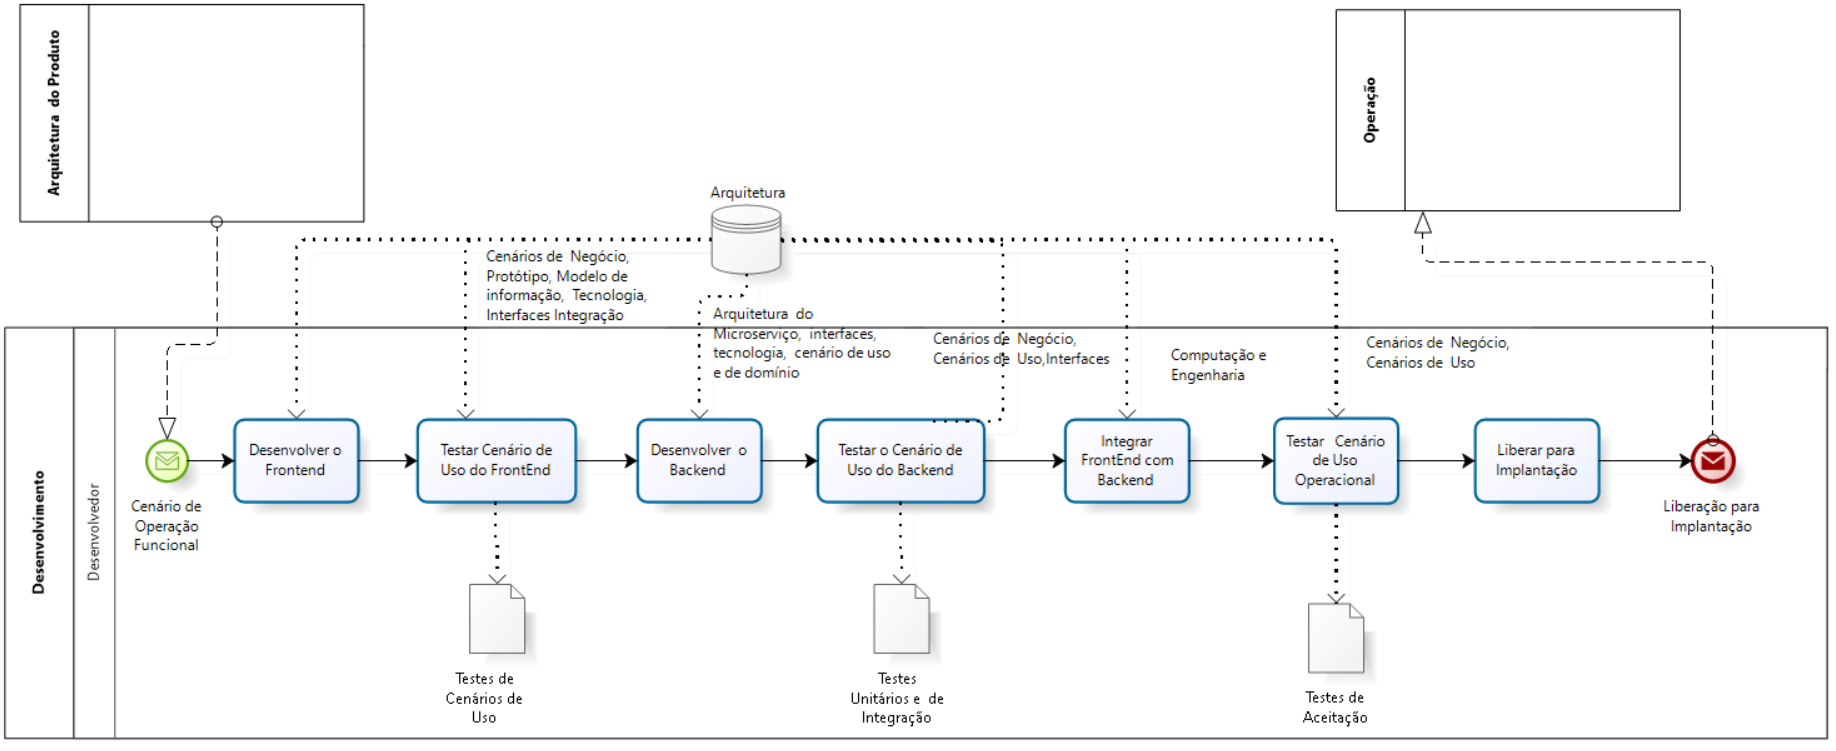 Arquitetura do Produto
Operação
Arquitetura
Cenários de Negócio,
Protótipo, Modelo de
informação, Tecnologia,
Interfaces Integração
Arquitetura do
Microserviço, interfaces,
tecnologia, cenário de uso
e de domínio
Cenários de Negócio,
Cenários de Uso,Interfaces
Computação e
Engenharia
Cenários de Negócio,
Cenários de Uso
Desenvolvimento
Desenvolvedor
Cenário de
Operação
Funcional
Desenvolver o
Frontend
Testar Cenário de
Uso do FrontEnd
Desenvolver o
Backend
Testar o Cenário de
Uso do Backend
Integrar
FrontEnd com
Backend
Testar Cenário
de Uso
Operacional
Liberar para
Implantação
Liberação para
Implantação
Testes de
Cenários de
Uso
Testes
Unitários e de
Integração
Testes de
Aceitação